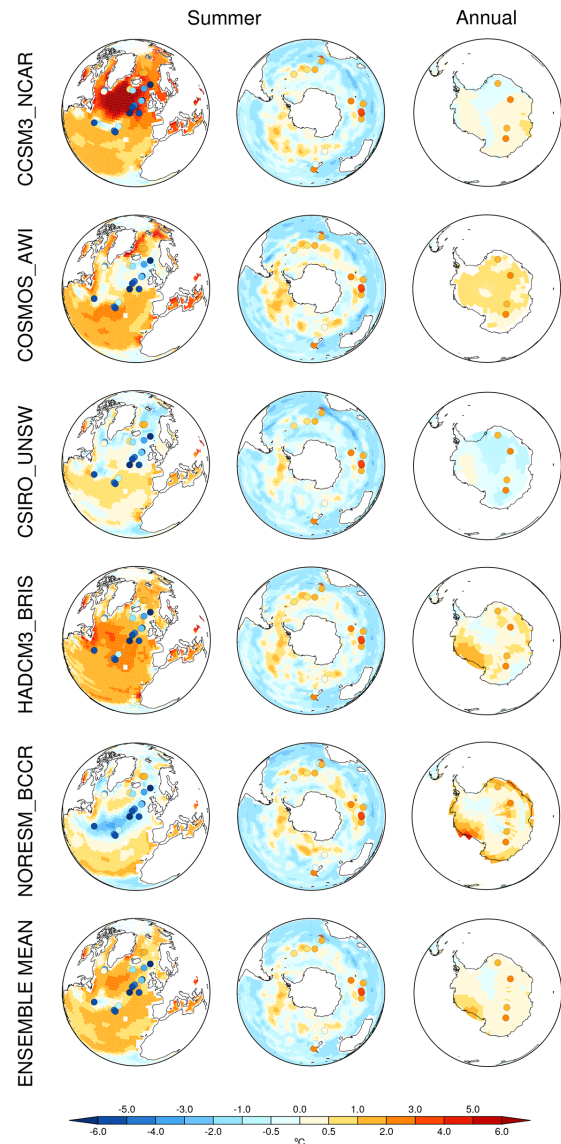 Summer Annual
CCSM3_NCAR
COSMOS_AWI
CSIRO_UNSW
HADCM3_BRIS
NORESM_BCCR
ENSEMBLE MEAN
-5.0 -3.0 -1.0 0.0 1.0 3.0 5.0
-6.0 -4.0 -2.0 -0.5 0.5 2.0 4.0 6.0
ºC